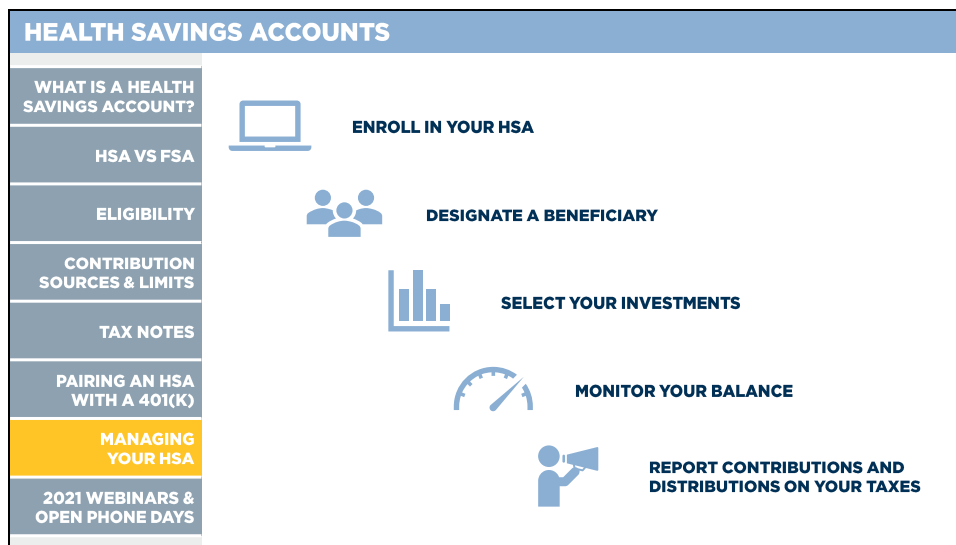 HEALTH SAVINGS ACCOUNTS
WHAT IS A HEALTH
SAVINGS ACCOUNT?
HSA VS FSA
ELIGIBILITY
CONTRIBUTION
SOURCES & LIMITS
TAX NOTES
PAIRING AN HSA
WITH A 401(K)
MANAGING
YOUR HSA
2021 WEBINARS &
OPEN PHONE DAYS
ENROLL IN YOUR HSA
DESIGNATE A BENEFICIARY
SELECT YOUR INVESTMENTS
MONITOR YOUR BALANCE
REPORT CONTRIBUTIONS AND
DISTRIBUTIONS ON YOUR TAXES